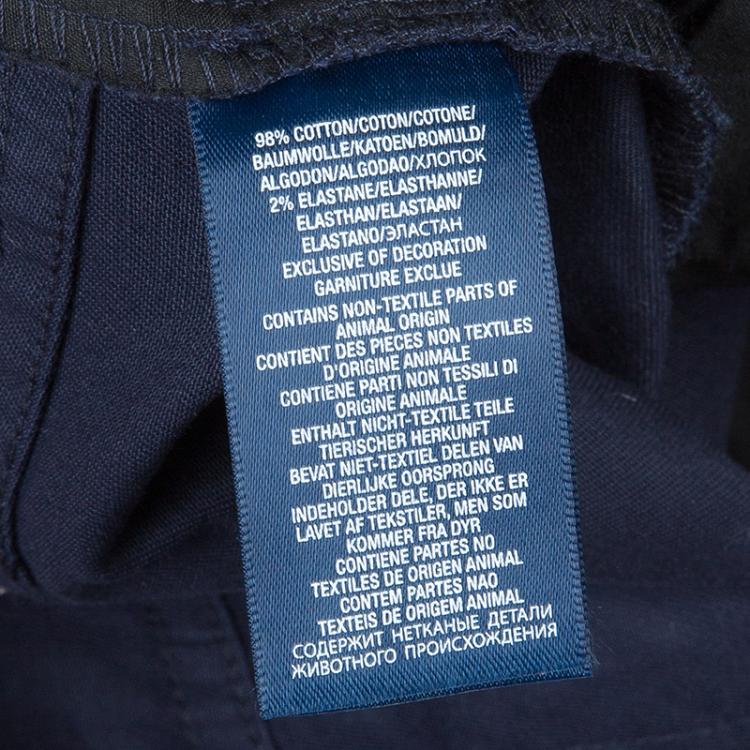 98% COTTON/COTON/COTONE/
BAUMWOLLE/KATOEN/BOMULD/
ALGODON/ALGODAO/ХЛОПОК
2% ELASTANE/ELASTHANNE/
ELASTHAN/ELASTAAN/
ELASTANO/ЭЛАСТАН
EXCLUSIVE OF DECORATION
GARNITURE EXCLUE
CONTAINS NON-TEXTILE PARTS OF
ANIMAL ORIGIN
CONTIENT DES PIECES NON TEXTILES
D'ORIGINE ANIMALE
CONTIENE PARTI NON TESSILI DI
ORIGINE ANIMALE
ENTHALT NICHT-TEXTILE TEILE
TIERISCHER HERKUNFT
BEVAT NIET-TEXTIEL DELEN VAN
DIERLIJKE OORSPRONG
INDEHOLDER DELE, DER IKKE ER
LAVET AF TEKSTILER, MEN SOM
KOMMER FRA DYR
CONTIENE PARTES NO
TEXTILES DE ORIGEN ANIMAL
CONTEM PARTES NAO
TEXTEIS DE ORIGEM ANIMAL
СОДЕРЖИТ НЕТКАНЫЕ ДЕТАЛИ
ЖИВОТНОГО ПРОИСХОЖДЕНИЯ